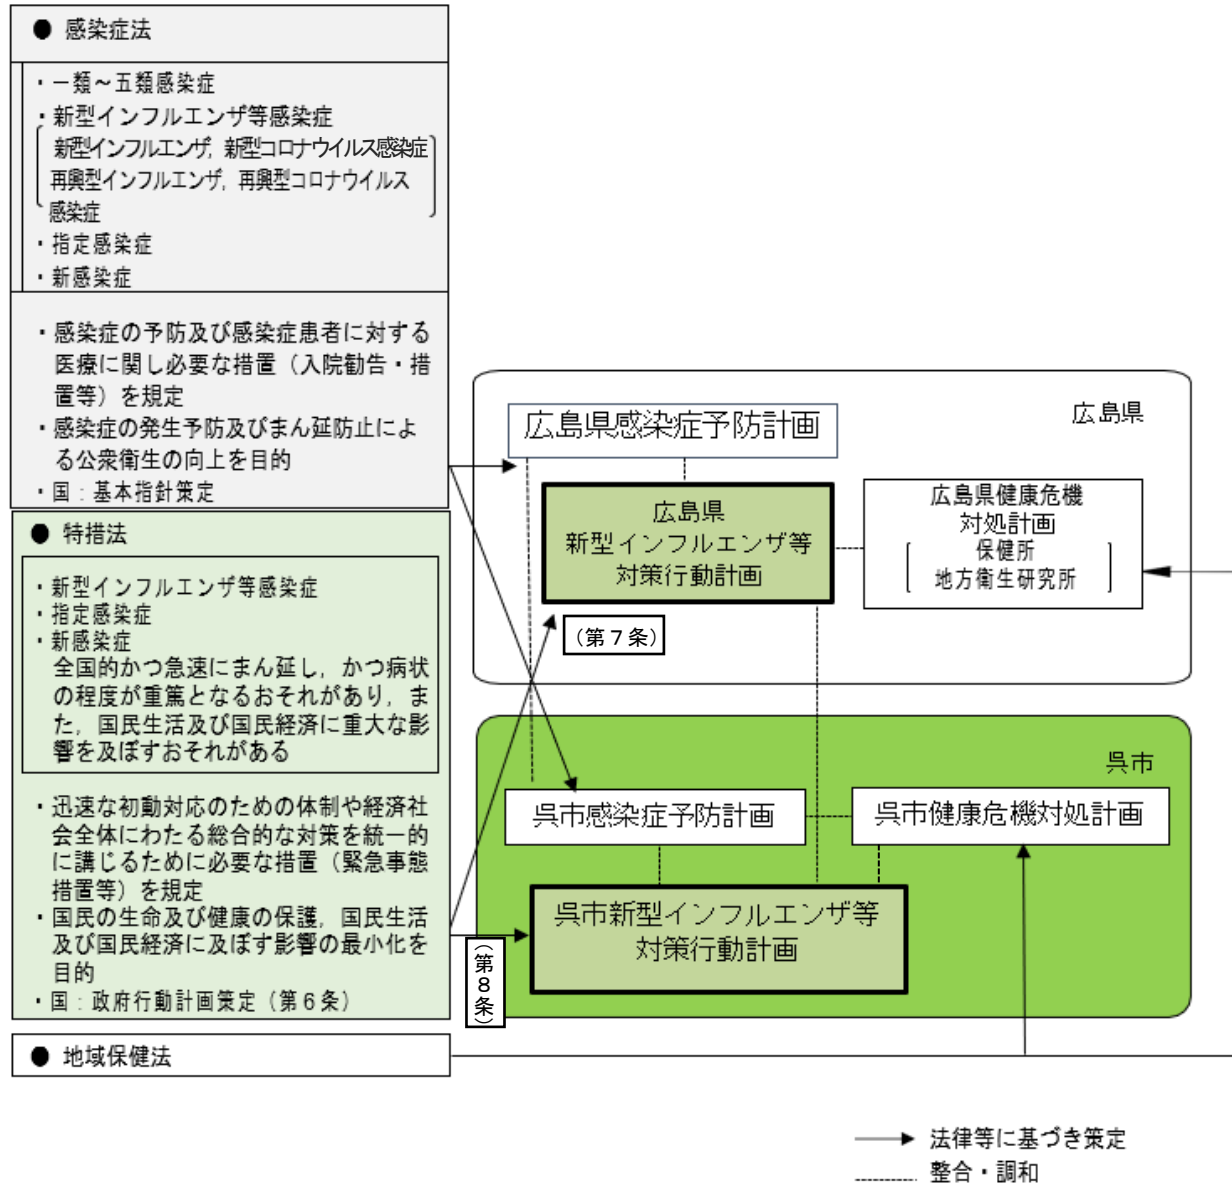 ● 感染症法
・一類～五類感染症
・新型インフルエンザ等感染症
新型インフルエンザ，新型コロナウイルス感染症
再興型インフルエンザ，再興型コロナウイルス
感染症
・指定感染症
・新感染症
・感染症の予防及び感染症患者に対する
医療に関し必要な措置（入院勧告・措
置等）を規定
・感染症の発生予防及びまん延防止によ
る公衆衛生の向上を目的
・国：基本指針策定
● 特措法
・新型インフルエンザ等感染症
・指定感染症
・新感染症
全国的かつ急速にまん延し，かつ病状
の程度が重篤となるおそれがあり，ま
た，国民生活及び国民経済に重大な影
響を及ぼすおそれがある
・迅速な初動対応のための体制や経済社
会全体にわたる総合的な対策を統一的
に講じるために必要な措置（緊急事態
措置等）を規定
・国民の生命及び健康の保護，国民生活
及び国民経済に及ぼす影響の最小化を
目的
・国：政府行動計画策定（第６条）
● 地域保健法
広島県
広島県感染症予防計画
広島県
新型インフルエンザ等
対策行動計画
広島県健康危機
対処計画
保健所
地方衛生研究所
（第７条）
呉市
呉市感染症予防計画
呉市健康危機対処計画
呉市新型インフルエンザ等
対策行動計画
（第８条）
法律等に基づき策定
整合・調和